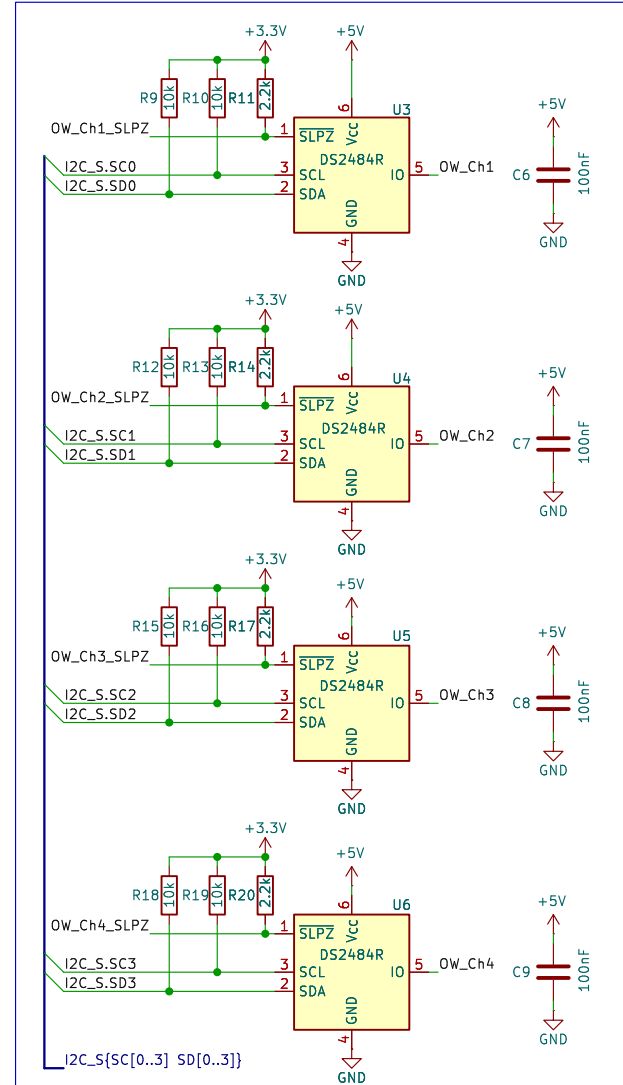 +3.3V
+5V
R9
10k
R10
10k
R11
2.2k
U3
+5V
OW_Ch1_SLPZ
1
SLPZ
6
Vcc
DS2484R
I2C_S.SC0
3
SCL
IO
5
OW_Ch1
C6
100nF
I2C_S.SD0
2
SDA
GND
4
GND
GND
+3.3V
+5V
R12
10k
R13
10k
R14
2.2k
U4
+5V
OW_Ch2_SLPZ
1
SLPZ
6
Vcc
DS2484R
I2C_S.SC1
3
SCL
IO
5
OW_Ch2
C7
100nF
I2C_S.SD1
2
SDA
GND
4
GND
GND
+3.3V
+5V
R15
10k
R16
10k
R17
2.2k
U5
+5V
OW_Ch3_SLPZ
1
SLPZ
6
Vcc
DS2484R
I2C_S.SC2
3
SCL
IO
5
OW_Ch3
C8
100nF
I2C_S.SD2
2
SDA
GND
4
GND
GND
+3.3V
+5V
R18
10k
R19
10k
R20
2.2k
U6
+5V
OW_Ch4_SLPZ
1
SLPZ
6
Vcc
DS2484R
I2C_S.SC3
3
SCL
IO
5
OW_Ch4
C9
100nF
I2C_S.SD3
2
SDA
GND
4
GND
GND
I2C_S{SC[0..3] SD[0..3]}